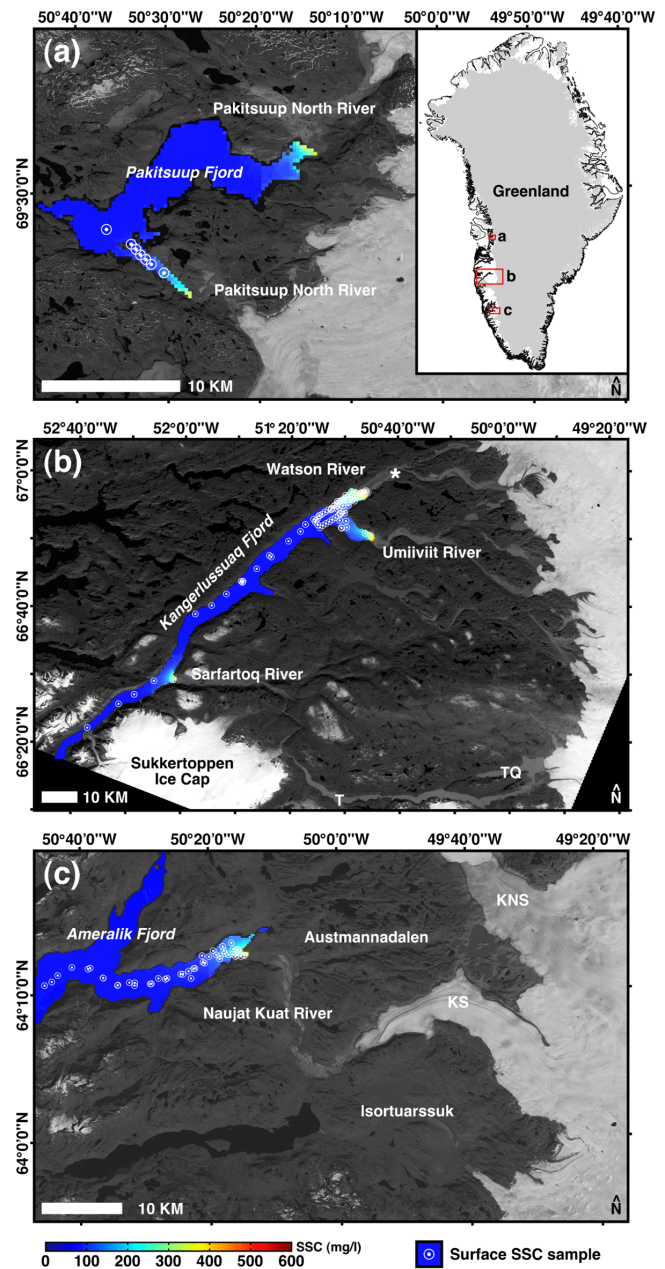 50°40'0"W 50°30'0"W 50°20'0"W 50°10'0"W 50°00'0"W 49°50'0"W 49°40'0"W
(a)
Pakitsuup North River
Pakitsuup Fjord
69°30'0"N
Pakitsuup North River
10 KM
Greenland
a
b
c
N
52°40'0"W 52°00'0"W 51°20'0"W 50°40'0"W 50°00'0"W 49°20'0"W
(b)
67°0'0"N
Watson River
*
Kangerlussuaq Fjord
Umiiviit River
66°40'0"N
Sarfartoq River
66°20'0"N
Sukkertoppen
Ice Cap
TQ
T
10 KM
N
50°40'0"W 50°30'0"W 50°20'0"W 50°00'0"W 49°40'0"W 49°20'0"W
(c)
KNS
Ameralik Fjord
Austmannadalen
64°10'0"N
KS
Naujat Kuat River
Isortuarssuk
64°0'0"N
10 KM
N
SSC (mg/l)
0 100 200 300 400 500 600
Surface SSC sample